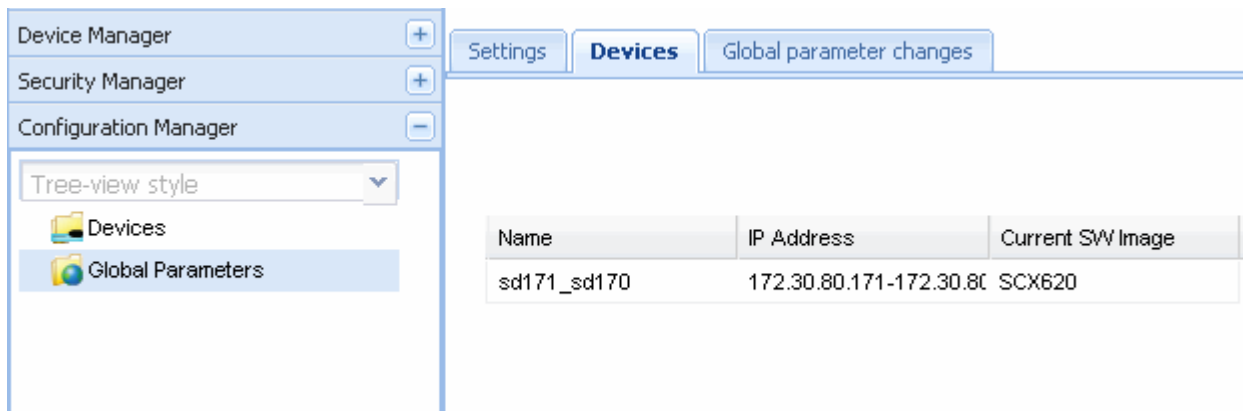 Device Manager
Security Manager
Configuration Manager
Tree-view style
Devices
Global Parameters
Settings
Devices
Global parameter changes
Name IP Address Current SW Image
sd171_sd170 172.30.80.171-172.30.80 SCX620